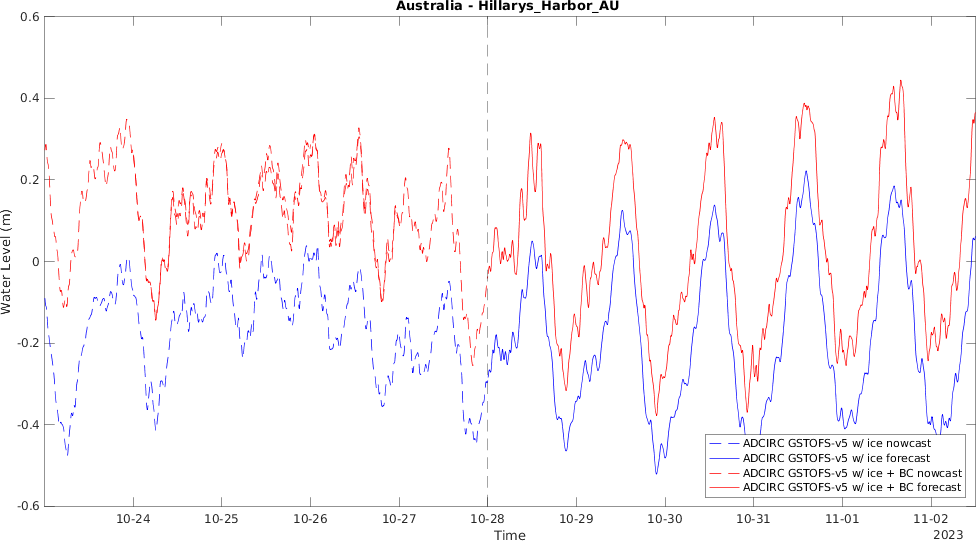 Australia - Hillarys_Harbor_AU
0.6
0.4
0.2
0
-0.2
-0.4
-0.6
Water Level (m)
ADCIRC GSTOFS-v5 w/ ice nowcast
ADCIRC GSTOFS-v5 w/ ice forecast
ADCIRC GSTOFS-v5 w/ ice + BC nowcast
ADCIRC GSTOFS-v5 w/ ice + BC forecast
10-24 10-25 10-26 10-27 10-28 10-29 10-30 10-31 11-01 11-02
Time
2023